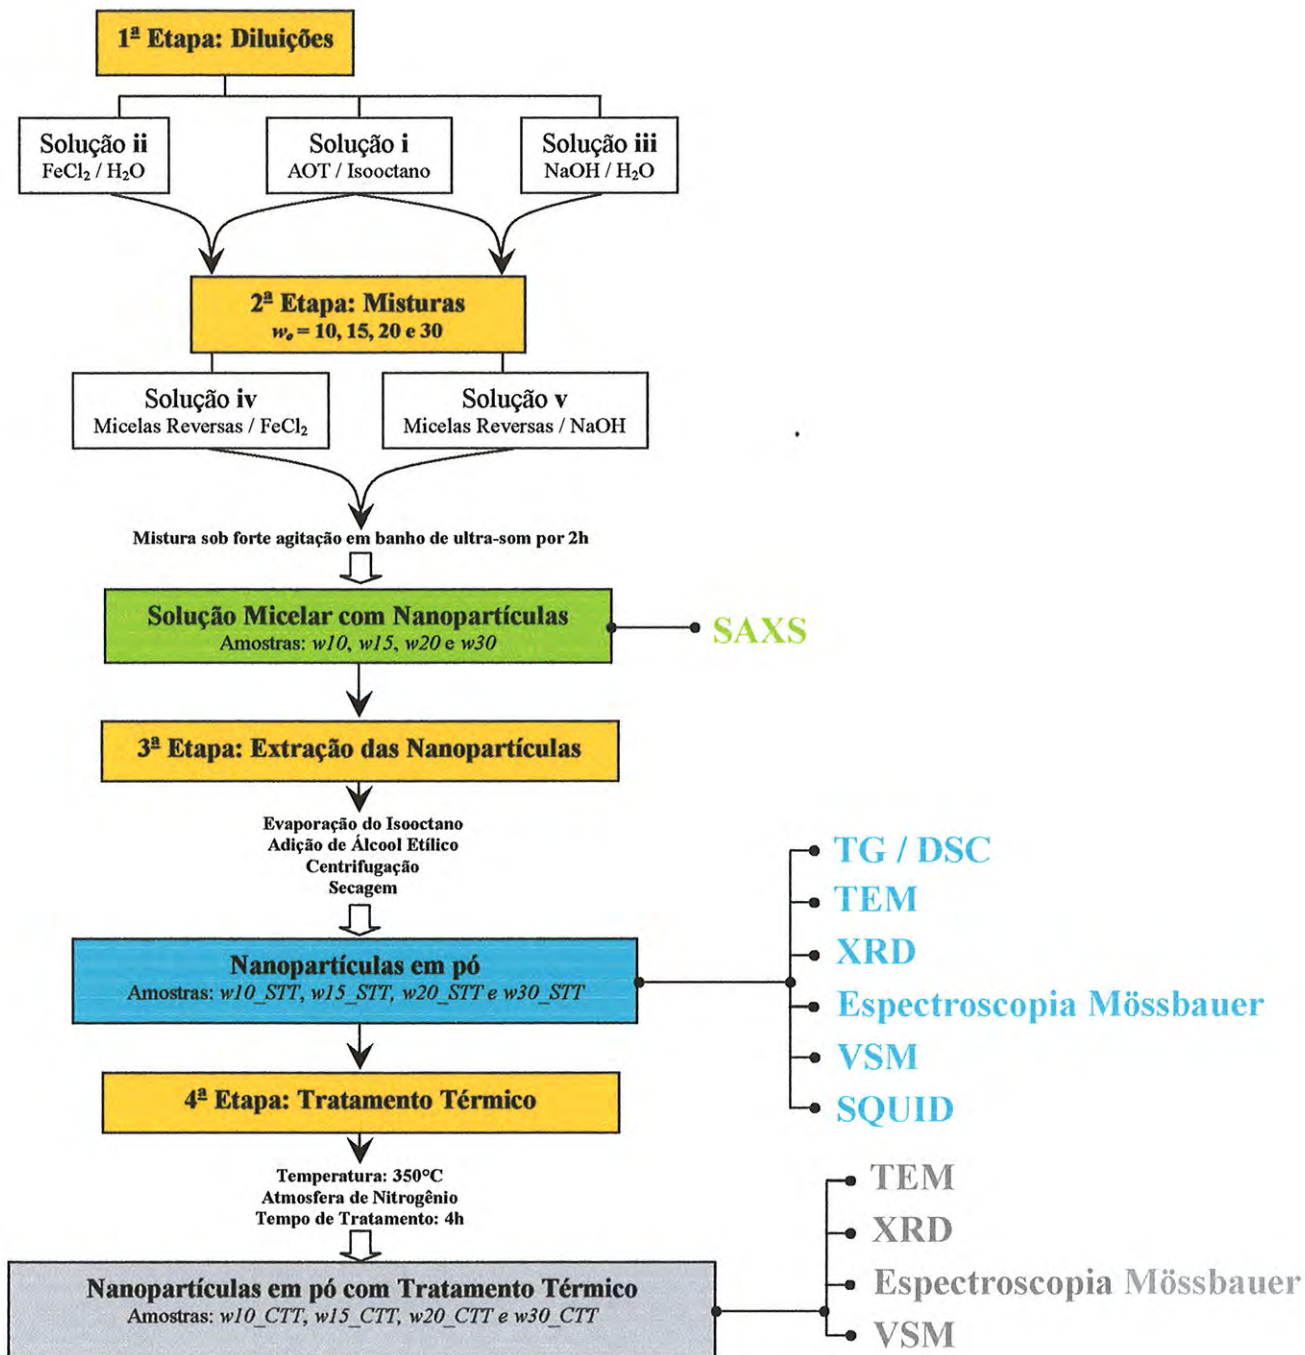 1ª Etapa: Diluições
Solução ii
FeCl₂ / H₂O
Solução i
AOT / Isooctano
Solução iii
NaOH / H₂O
2ª Etapa: Misturas
wₒ = 10, 15, 20 e 30
Solução iv
Micelas Reversas / FeCl₂
Solução v
Micelas Reversas / NaOH
Mistura sob forte agitação em banho de ultra-som por 2h
Solução Micelar com Nanopartículas
Amostras: w10, w15, w20 e w30
SAXS
3ª Etapa: Extração das Nanopartículas
Evaporação do Isooctano
Adição de Álcool Etílico
Centrifugação
Secagem
Nanopartículas em pó
Amostras: w10_STT, w15_STT, w20_STT e w30_STT
TG / DSC
TEM
XRD
Espectroscopia Mössbauer
VSM
SQUID
4ª Etapa: Tratamento Térmico
Temperatura: 350°C
Atmosfera de Nitrogênio
Tempo de Tratamento: 4h
Nanopartículas em pó com Tratamento Térmico
Amostras: w10_CTT, w15_CTT, w20_CTT e w30_CTT
TEM
XRD
Espectroscopia Mössbauer
VSM